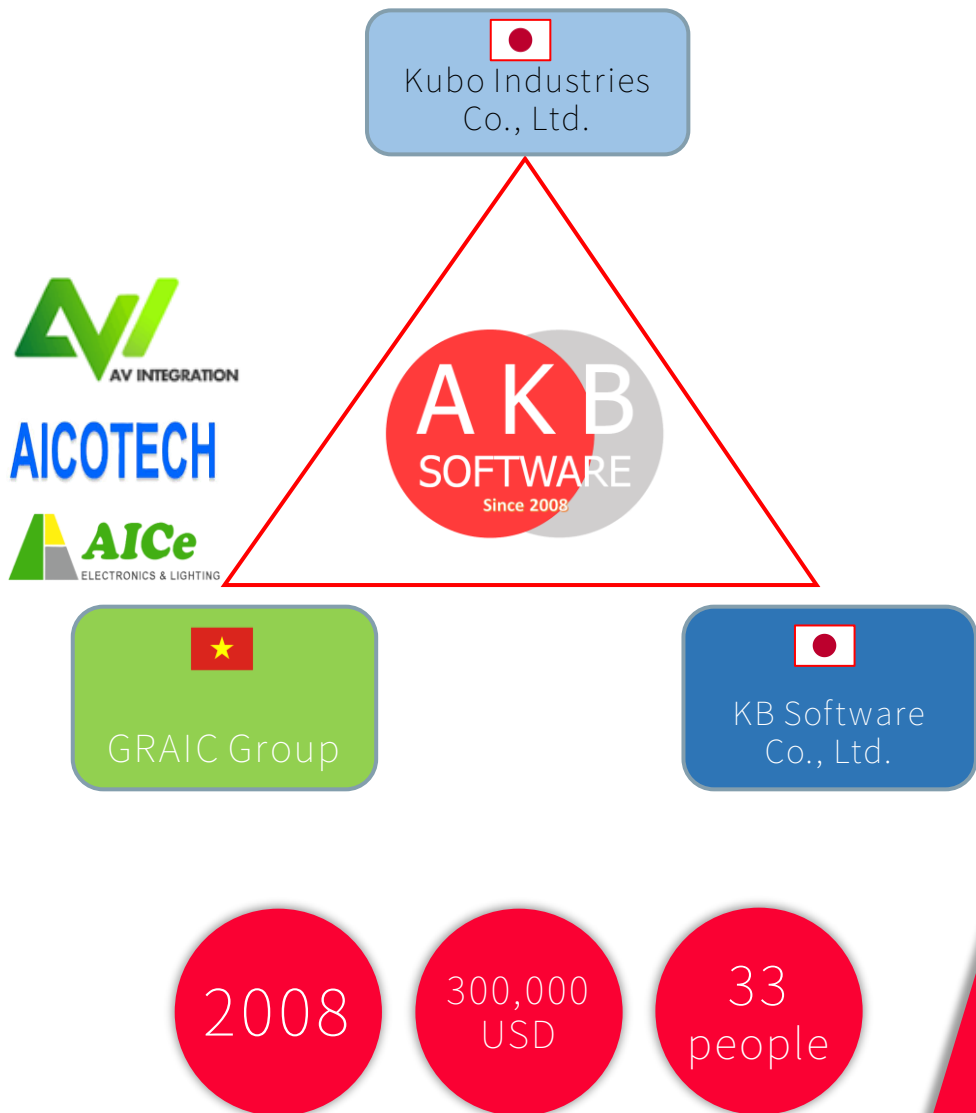 Kubo Industries
Co., Ltd.
AVI
AV INTEGRATION
AICOTECH
AICe
ELECTRONICS & LIGHTING
A K B
SOFTWARE
Since 2008
GRAIC Group
KB Software
Co., Ltd.
2008
300,000
USD
33
people